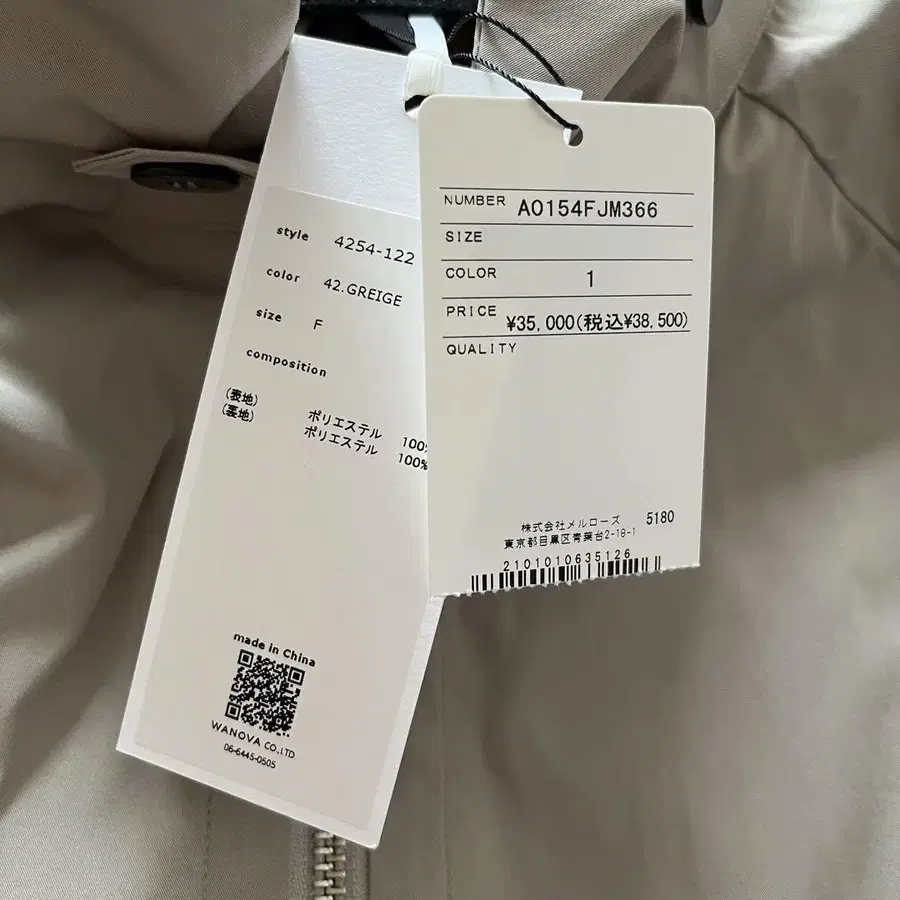 style 4254-122
color 42.GREIGE
size F
composition
(表地) ポリエステル 100%
(裏地) ポリエステル 100%
made in China
WANOVA CO.,LTD.
06-6445-0505
NUMBER A0154FJM366
SIZE
COLOR 1
PRICE ¥35,000(税込¥38,500)
QUALITY
株式会社メルローズ 5180
東京都目黒区青葉台2-18-1
2101010635126